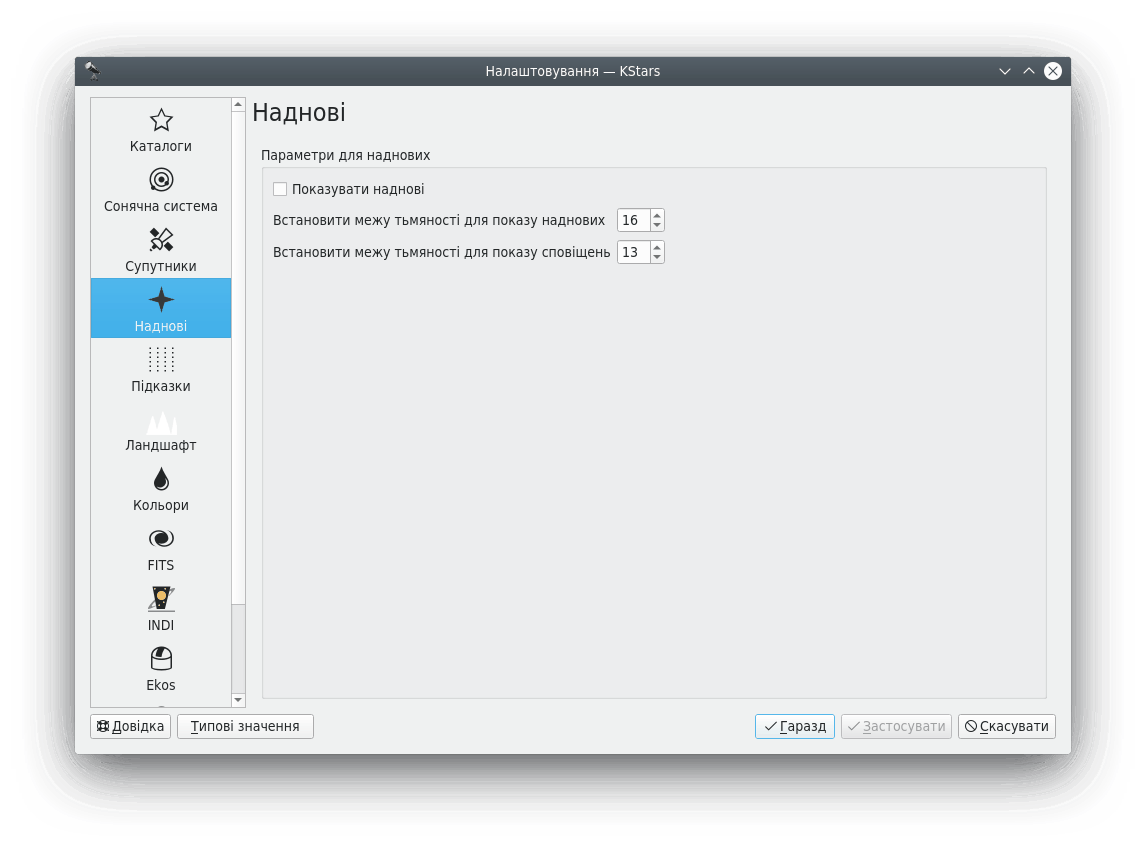 Налаштовування — KStars
Каталоги
Сонячна система
Супутники
Наднові
Підказки
Ландшафт
Кольори
FITS
INDI
Ekos
Наднові
Параметри для наднових
Показувати наднові
Встановити межу тьмяності для показу наднових 16
Встановити межу тьмяності для показу сповіщень 13
Довідка Типові значення Гаразд Застосувати Скасувати